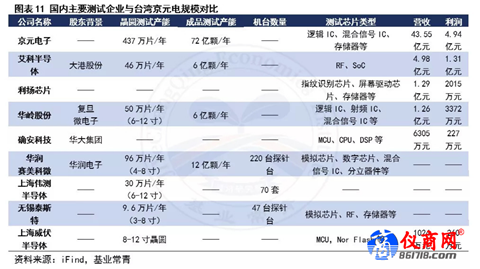 图表 11 国内主要测试企业与台湾京元电规模对比
公司名称 股东背景 晶圆测试产能 成品测试产能 机台数量 测试芯片类型 营收 利润
京元电子 —— 437 万片/年 72 亿颗/年 —— 逻辑 IC、混合信号 IC、存储器等 43.55 亿元 4.94 亿元
艾科半导体 大港股份 46 万片/年 6 亿颗/年 —— RF、SoC 4.98 亿元 1.31 亿元
利扬芯片 —— —— —— —— 指纹识别芯片、屏幕驱动芯片、存储器等 1.29 亿元 2015 万元
华岭股份 复旦微电子 50 万片/年（6-12 寸） 6 亿颗/年 —— 逻辑 IC、射频 IC、混合信号 IC 等 1.26 亿元 3372 万元
确安科技 华大集团 —— —— —— MCU、CPU、DSP 等 6305 万元 227 万元
华润赛美科微 华润电子 96 万片/年（4-8 寸） 12 亿颗/年 220 台探针台 模拟芯片、数字芯片、混合信号 IC、分立器件等 —— ——
上海伟测半导体 —— 30 万片/年（6-12 寸） —— 70 套 —— ——
无锡泰斯特 —— 9.6 万片/年（3-8 寸） —— 47 台探针台 模拟芯片、RF、存储器等 ——
上海威伏半导体 —— 8-12 寸晶圆 —— —— MCU、Nor Flas 万元 万元
资料来源：iFind，基业常青
仪商网
861718.com